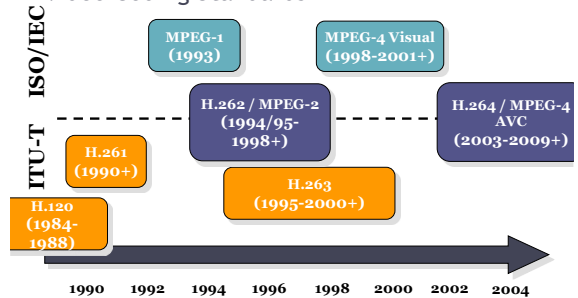 ISO/IEC
ITU-T
MPEG-1
(1993)
MPEG-4 Visual
(1998-2001+)
H.262 / MPEG-2
(1994/95-
1998+)
H.264 / MPEG-4
AVC
(2003-2009+)
H.261
(1990+)
H.263
(1995-2000+)
H.120
(1984-
1988)
1990 1992 1994 1996 1998 2000 2002 2004